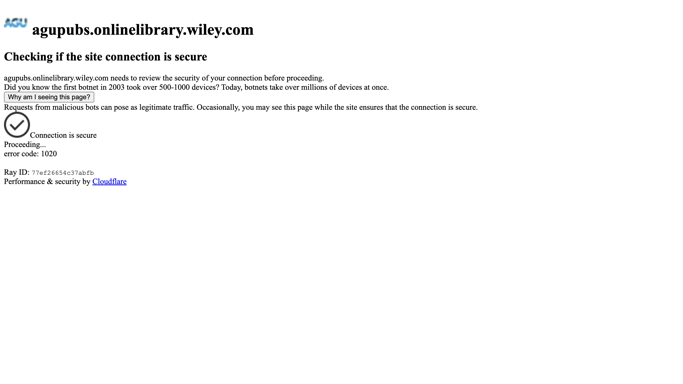 AGU agupubs.onlinelibrary.wiley.com
Checking if the site connection is secure
agupubs.onlinelibrary.wiley.com needs to review the security of your connection before proceeding.
Did you know the first botnet in 2003 took over 500-1000 devices? Today, botnets take over millions of devices at once.
Why am I seeing this page?
Requests from malicious bots can pose as legitimate traffic. Occasionally, you may see this page while the site ensures that the connection is secure.
Connection is secure
Proceeding...
error code: 1020
Ray ID: 77ef26654c37abfb
Performance & security by Cloudflare